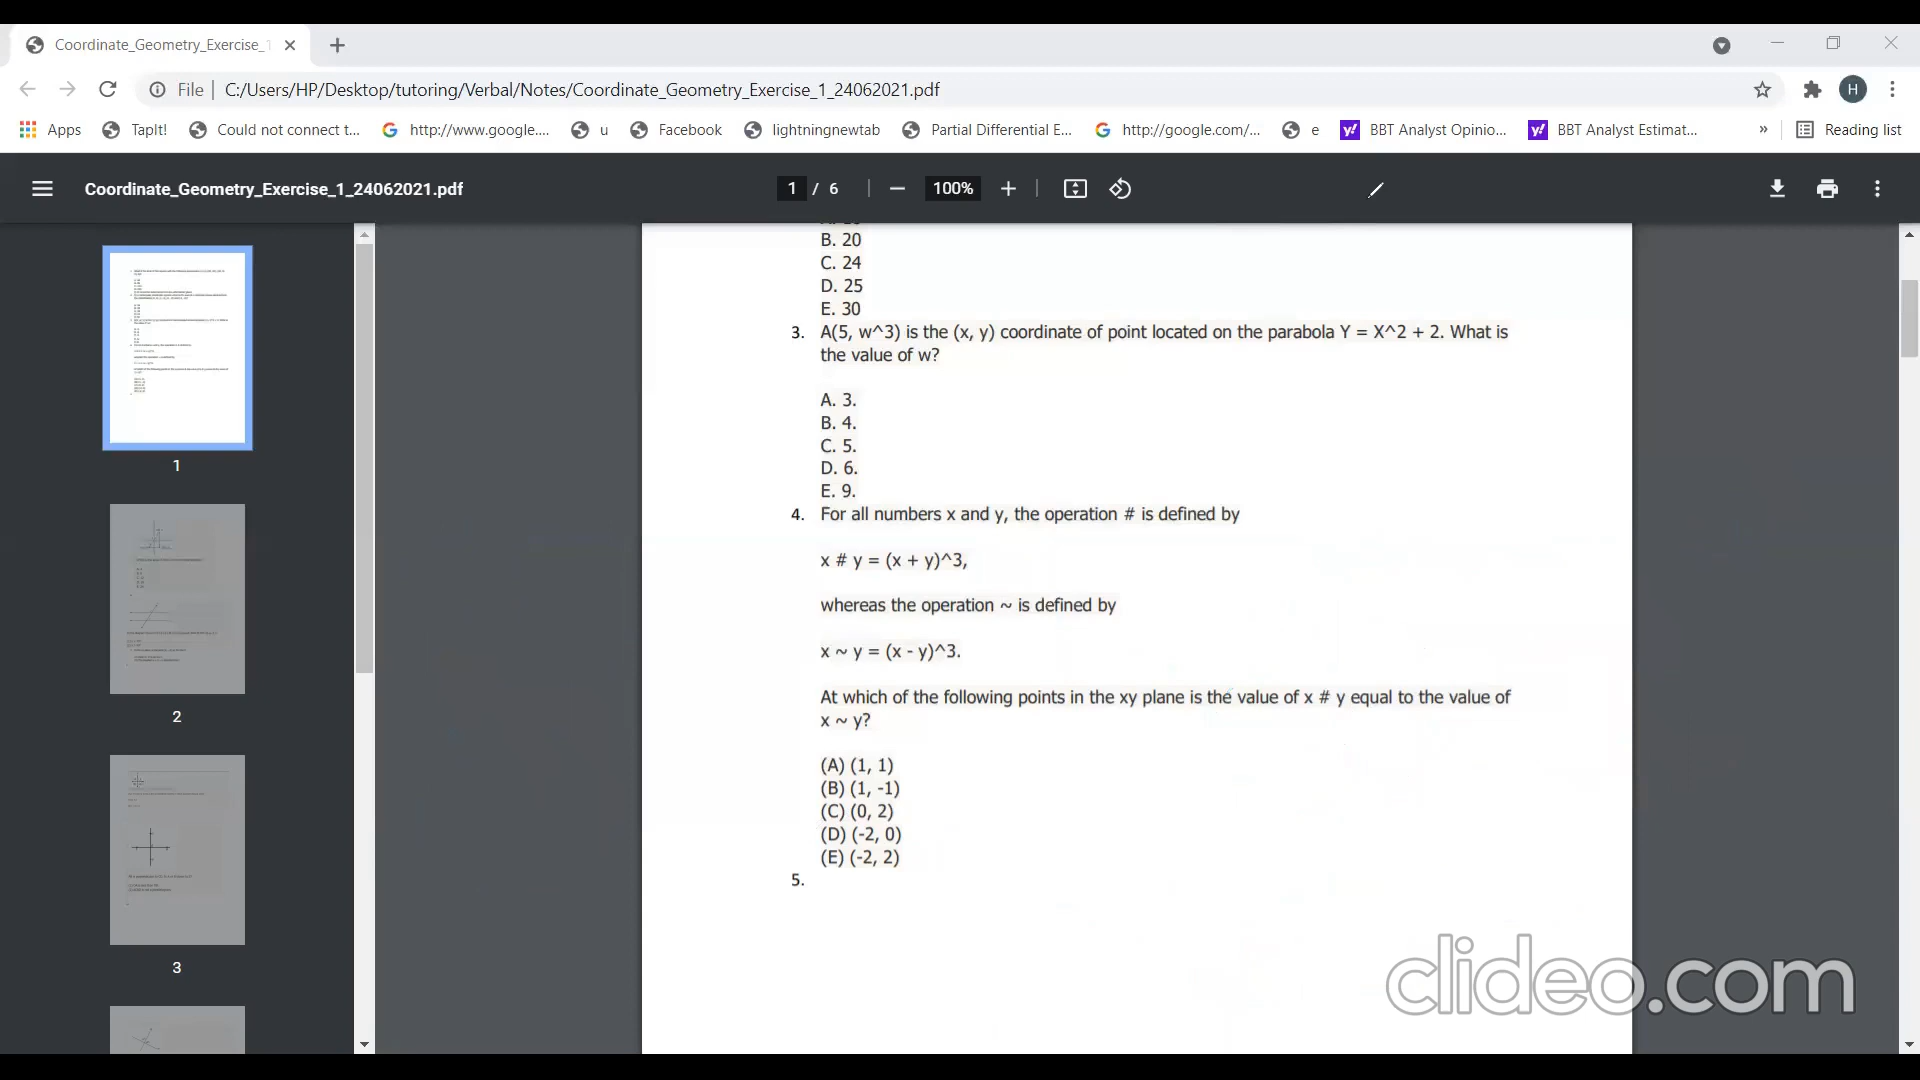 Coordinate_Geometry_Exercise_1
File
C:/Users/HP/Desktop/tutoring/Verbal/Notes/Coordinate_Geometry_Exercise_1_24062021.pdf
H
Apps
TapIt!
Could not connect t...
http://www.google....
u
Facebook
lightningnewtab
Partial Differential E...
http://google.com/...
e
y!
BBT Analyst Opinio...
y!
BBT Analyst Estimat...
»
Reading list
Coordinate_Geometry_Exercise_1_24062021.pdf
1 / 6
100%
B. 20
C. 24
D. 25
E. 30
3. A(5, w^3) is the (x, y) coordinate of point located on the parabola Y = X^2 + 2. What is
the value of w?
A. 3.
B. 4.
C. 5.
D. 6.
E. 9.
4. For all numbers x and y, the operation # is defined by
x # y = (x + y)^3,
whereas the operation ~ is defined by
x ~ y = (x - y)^3.
At which of the following points in the xy plane is the value of x # y equal to the value of
x ~ y?
(A) (1, 1)
(B) (1, -1)
(C) (0, 2)
(D) (-2, 0)
(E) (-2, 2)
5.
1
2
3
clideo.com